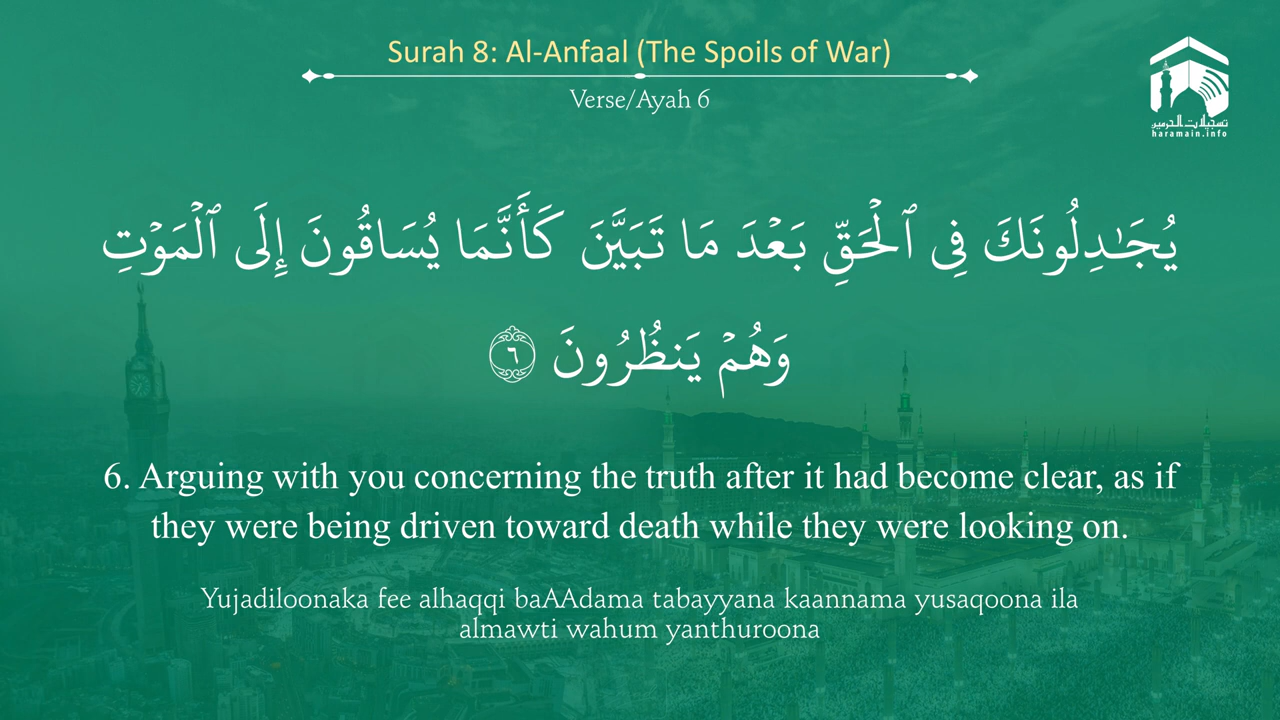 Surah 8: Al-Anfaal (The Spoils of War)
Verse/Ayah 6
تسجيلات الحرمين
haramain.info
يُجَـٰدِلُونَكَ فِى ٱلْحَقِّ بَعْدَ مَا تَبَيَّنَ كَأَنَّمَا يُسَاقُونَ إِلَى ٱلْمَوْتِ
وَهُمْ يَنظُرُونَ ٦
6. Arguing with you concerning the truth after it had become clear, as if
they were being driven toward death while they were looking on.
Yujadiloonaka fee alhaqqi baAAdama tabayyana kaannama yusaqoona ila
almawti wahum yanthuroona